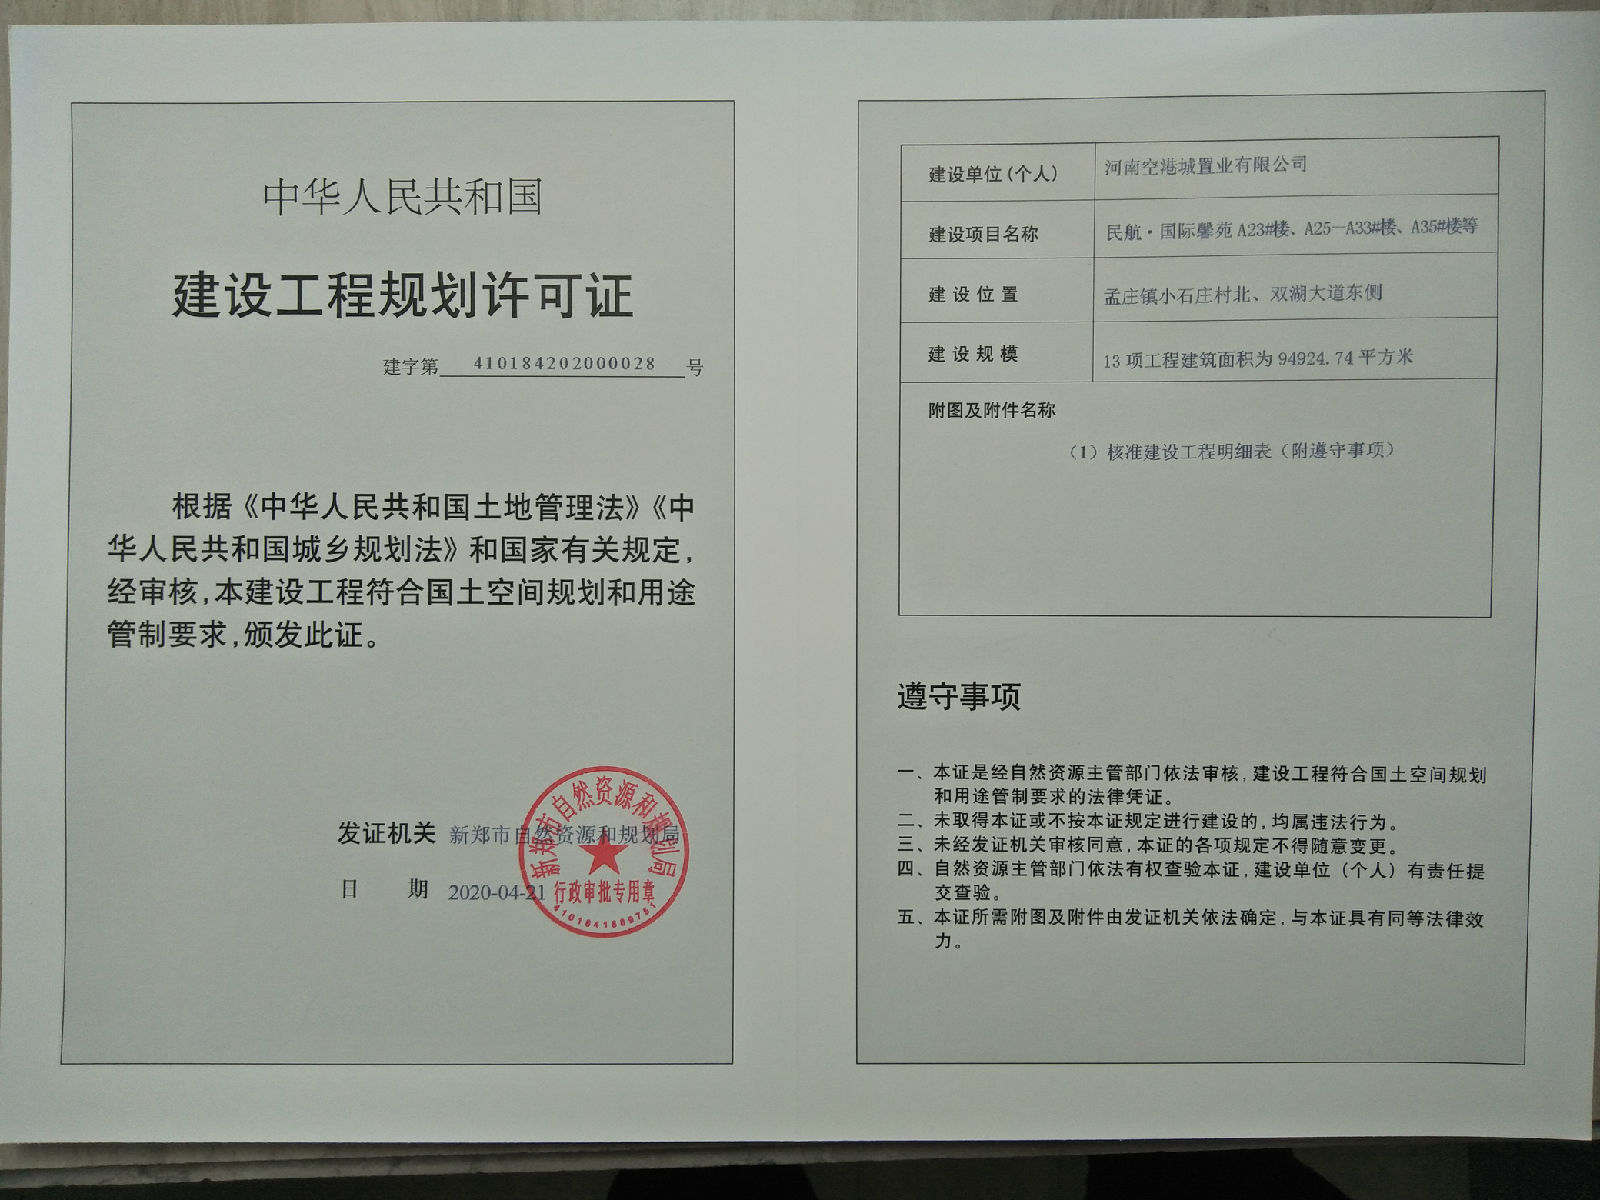 中华人民共和国
建设工程规划许可证
建字第 410184202000028 号
根据《中华人民共和国土地管理法》《中
华人民共和国城乡规划法》和国家有关规定,
经审核,本建设工程符合国土空间规划和用途
管制要求,颁发此证。
发证机关 新郑市自然资源和规划局
日 期 2020-04-21
新郑市自然资源和规划局
行政审批专用章
建设单位(个人) 河南空港城置业有限公司
建设项目名称 民航·国际馨苑 A23#楼、A25—A33#楼、A35#楼等
建设位置 孟庄镇小石庄村北、双湖大道东侧
建设规模 13 项工程建筑面积为 94924.74 平方米
附图及附件名称
(1) 核准建设工程明细表(附遵守事项)
遵守事项
一、本证是经自然资源主管部门依法审核,建设工程符合国土空间规划
和用途管制要求的法律凭证。
二、未取得本证或不按本证规定进行建设的,均属违法行为。
三、未经发证机关审核同意,本证的各项规定不得随意变更。
四、自然资源主管部门依法有权查验本证,建设单位(个人)有责任提
交查验。
五、本证所需附图及附件由发证机关依法确定,与本证具有同等法律效
力。